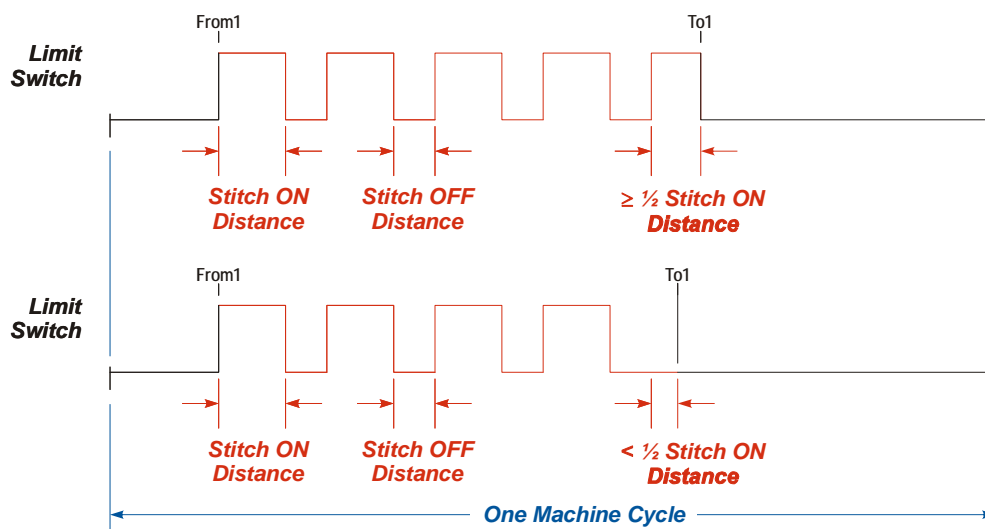 From1
To1
Limit
Switch
Stitch ON
Distance
Stitch OFF
Distance
≥ ½ Stitch ON
Distance
From1
To1
Limit
Switch
Stitch ON
Distance
Stitch OFF
Distance
< ½ Stitch ON
Distance
One Machine Cycle